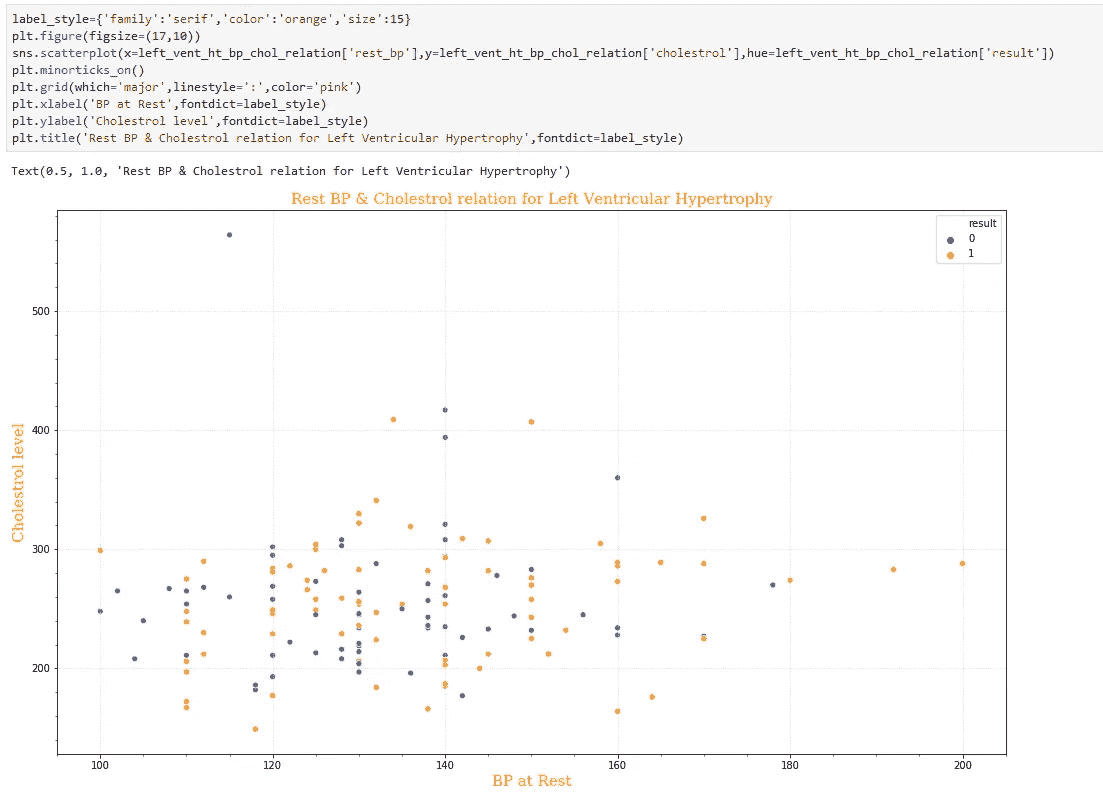 label_style={'family':'serif','color':'orange','size':15}
plt.figure(figsize=(17,10))
sns.scatterplot(x=left_vent_ht_bp_chol_relation['rest_bp'],y=left_vent_ht_bp_chol_relation['cholestrol'],hue=left_vent_ht_bp_chol_relation['result'])
plt.minorticks_on()
plt.grid(which='major',linestyle=':',color='pink')
plt.xlabel('BP at Rest',fontdict=label_style)
plt.ylabel('Cholestrol level',fontdict=label_style)
plt.title('Rest BP & Cholestrol relation for Left Ventricular Hypertrophy',fontdict=label_style)
Text(0.5, 1.0, 'Rest BP & Cholestrol relation for Left Ventricular Hypertrophy')
Rest BP & Cholestrol relation for Left Ventricular Hypertrophy
result
0
1
500
400
300
200
Cholestrol level
100 120 140 160 180 200
BP at Rest